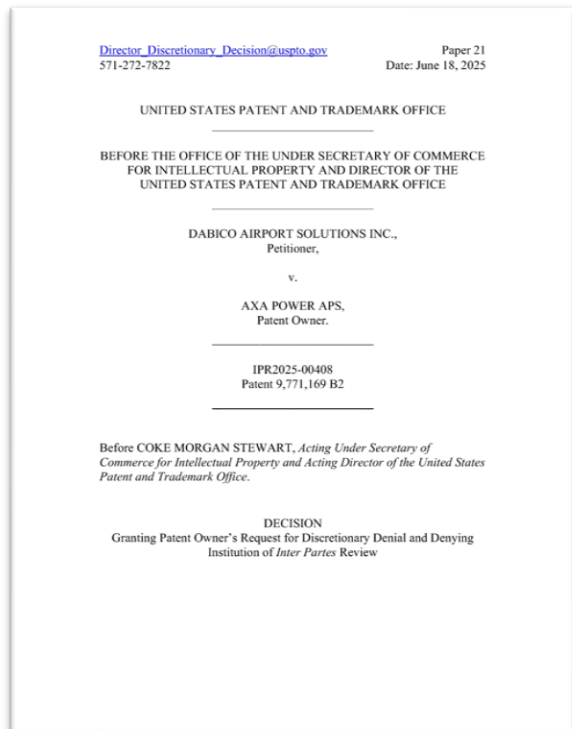 Director_Discretionary_Decision@uspto.gov Paper 21
571-272-7822 Date: June 18, 2025
UNITED STATES PATENT AND TRADEMARK OFFICE
BEFORE THE OFFICE OF THE UNDER SECRETARY OF COMMERCE
FOR INTELLECTUAL PROPERTY AND DIRECTOR OF THE
UNITED STATES PATENT AND TRADEMARK OFFICE
DABICO AIRPORT SOLUTIONS INC.,
Petitioner,
v.
AXA POWER APS,
Patent Owner.
IPR2025-00408
Patent 9,771,169 B2
Before COKE MORGAN STEWART, Acting Under Secretary of
Commerce for Intellectual Property and Acting Director of the United States
Patent and Trademark Office.
DECISION
Granting Patent Owner's Request for Discretionary Denial and Denying
Institution of Inter Partes Review